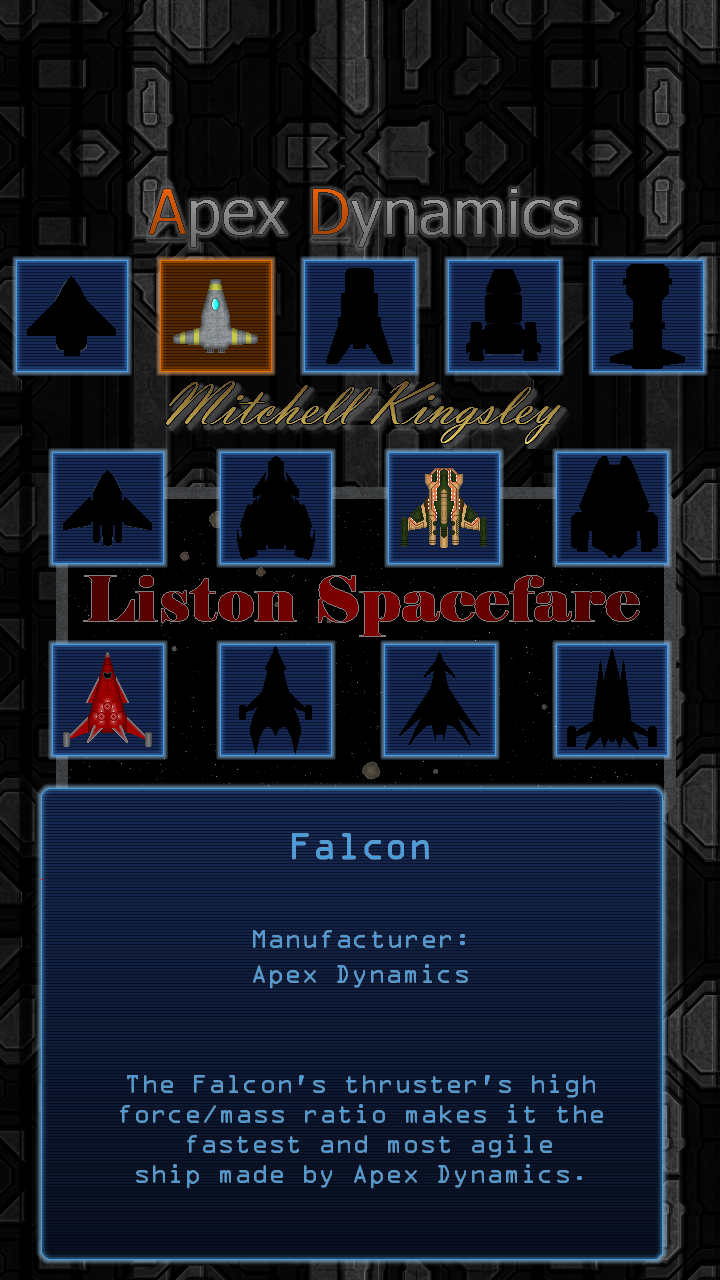 Apex Dynamics
Mitchell Kingsley
Liston Spacefare
Falcon
Manufacturer:
Apex Dynamics
The Falcon's thruster's high
force/mass ratio makes it the
fastest and most agile
ship made by Apex Dynamics.